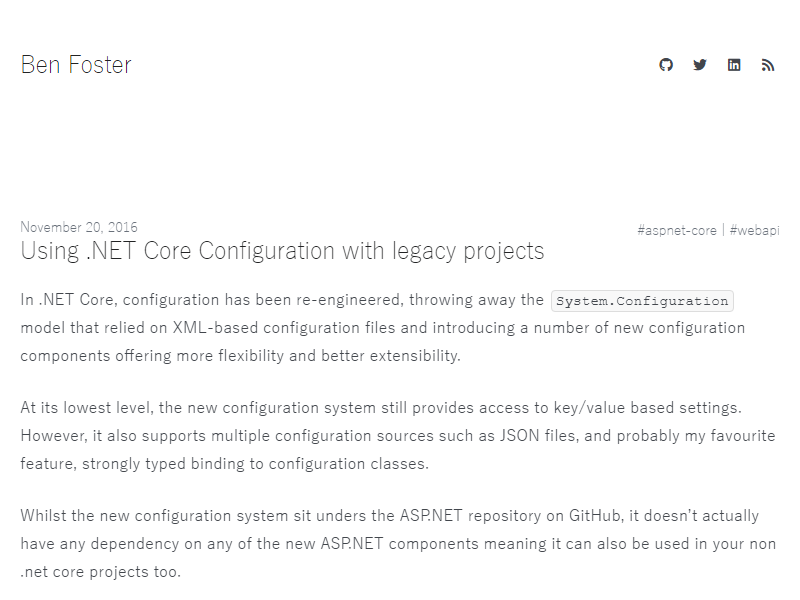 Ben Foster
November 20, 2016
#aspnet-core | #webapi
Using .NET Core Configuration with legacy projects
In .NET Core, configuration has been re-engineered, throwing away the System.Configuration
model that relied on XML-based configuration files and introducing a number of new configuration
components offering more flexibility and better extensibility.
At its lowest level, the new configuration system still provides access to key/value based settings.
However, it also supports multiple configuration sources such as JSON files, and probably my favourite
feature, strongly typed binding to configuration classes.
Whilst the new configuration system sit unders the ASP.NET repository on GitHub, it doesn’t actually
have any dependency on any of the new ASP.NET components meaning it can also be used in your non
.net core projects too.